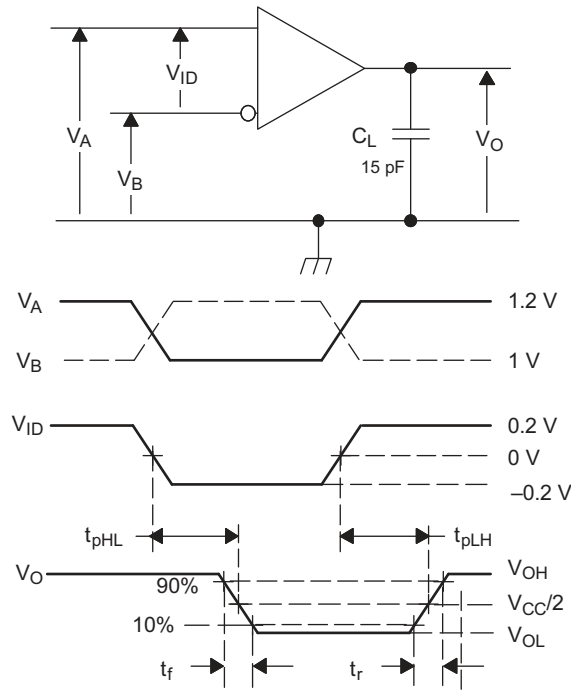 V_ID
V_A
V_B
C_L
15 pF
V_O
V_A
1.2 V
V_B
1 V
V_ID
0.2 V
0 V
–0.2 V
t_pHL
t_pLH
V_O
V_OH
90%
V_CC/2
10%
V_OL
t_f
t_r